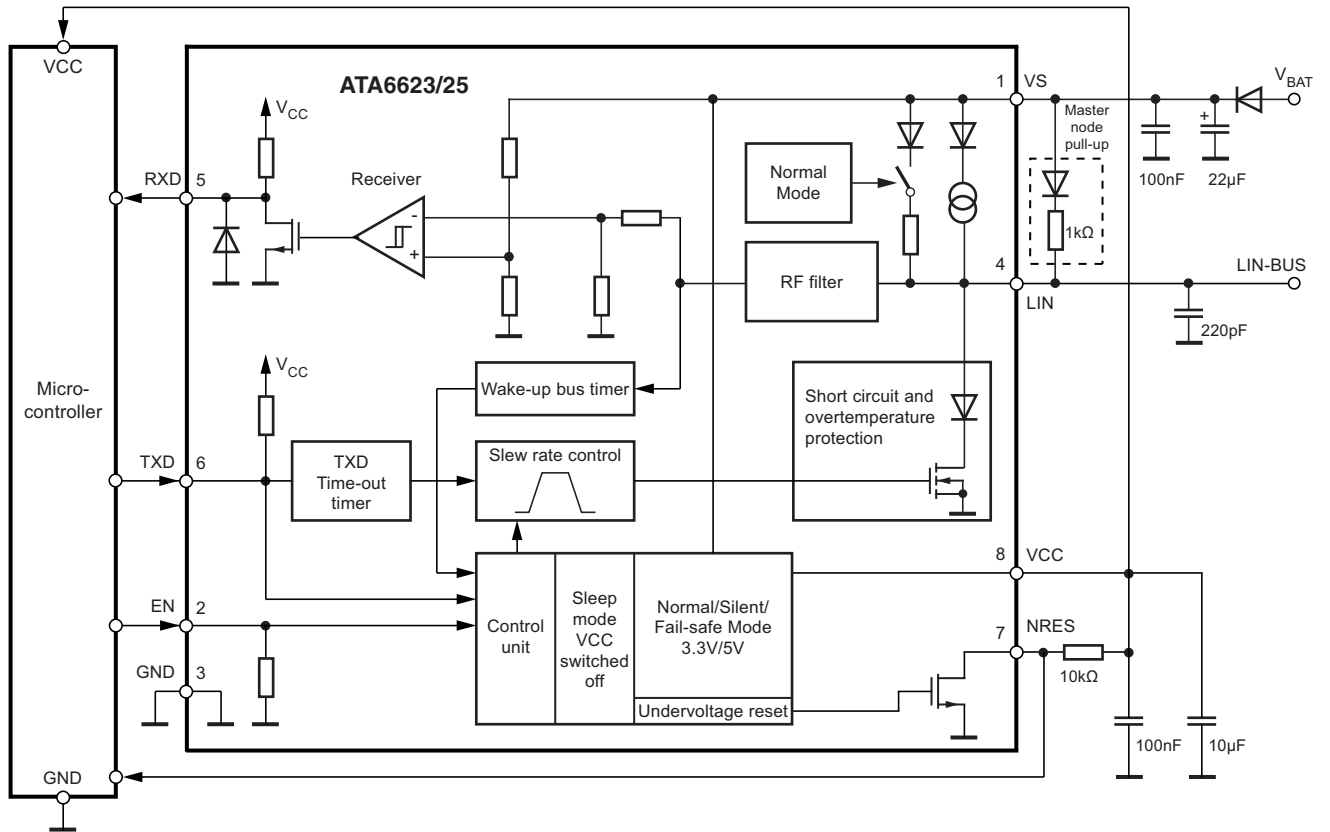 VCC
ATA6623/25
1
VS
V_BAT
Master
node
pull-up
V_CC
+
100nF
22µF
Normal
Mode
RXD
5
Receiver
-
+
1kΩ
4
LIN
LIN-BUS
RF filter
220pF
V_CC
Micro-
controller
Wake-up bus timer
Short circuit and
overtemperature
protection
TXD
6
TXD
Time-out
timer
Slew rate control
8
VCC
EN
2
Control
unit
Sleep
mode
VCC
switched
off
Normal/Silent/
Fail-safe Mode
3.3V/5V
7
NRES
10kΩ
GND
3
Undervoltage reset
100nF
10µF
GND